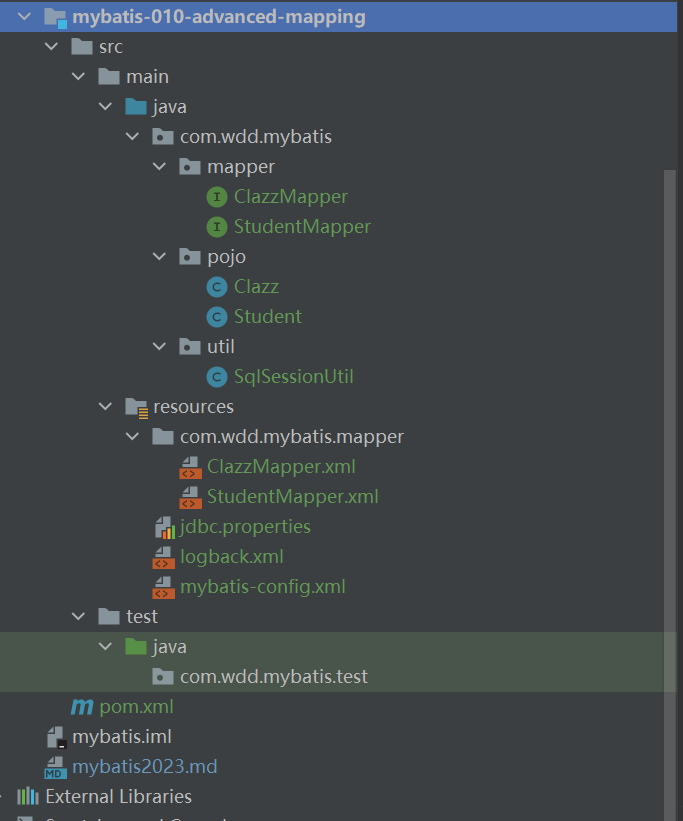 mybatis-010-advanced-mapping
src
main
java
com.wdd.mybatis
mapper
I ClazzMapper
I StudentMapper
pojo
C Clazz
C Student
util
C SqlSessionUtil
resources
com.wdd.mybatis.mapper
<> ClazzMapper.xml
<> StudentMapper.xml
jdbc.properties
<> logback.xml
<> mybatis-config.xml
test
java
com.wdd.mybatis.test
m pom.xml
mybatis.iml
MD mybatis2023.md
External Libraries